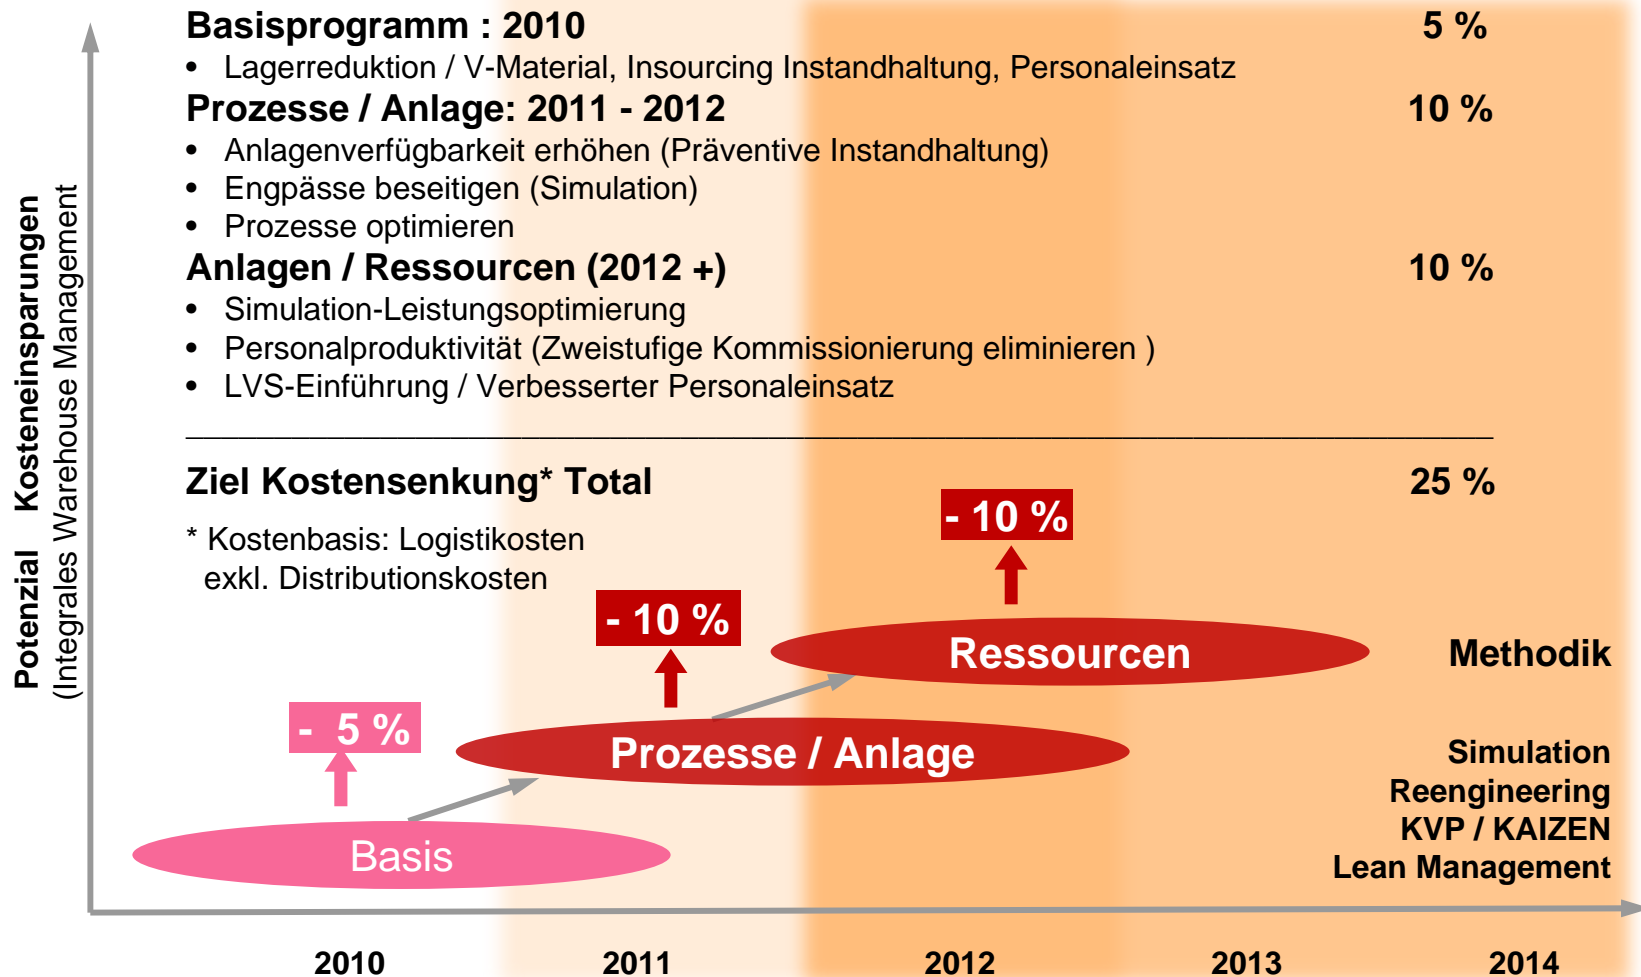 Basisprogramm : 2010 5 %
• Lagerreduktion / V-Material, Insourcing Instandhaltung, Personaleinsatz
Prozesse / Anlage: 2011 - 2012 10 %
• Anlagenverfügbarkeit erhöhen (Präventive Instandhaltung)
• Engpässe beseitigen (Simulation)
• Prozesse optimieren
Anlagen / Ressourcen (2012 +) 10 %
• Simulation-Leistungsoptimierung
• Personalproduktivität (Zweistufige Kommissionierung eliminieren )
• LVS-Einführung / Verbesserter Personaleinsatz
Ziel Kostensenkung* Total 25 %
* Kostenbasis: Logistikosten
exkl. Distributionskosten
Potenzial Kosteneinsparungen
(Integrales Warehouse Management
- 10 %
- 10 %
- 5 %
Ressourcen
Prozesse / Anlage
Basis
Methodik
Simulation
Reengineering
KVP / KAIZEN
Lean Management
2010 2011 2012 2013 2014